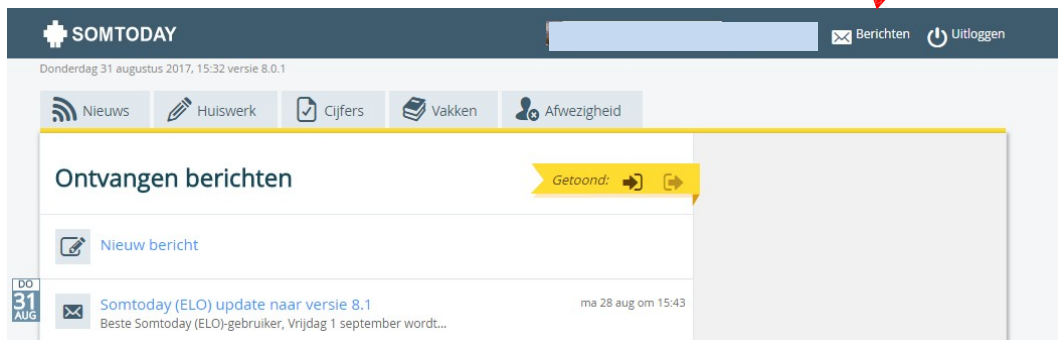 SOMTODAY
Berichten
Uitloggen
Donderdag 31 augustus 2017, 15:32 versie 8.0.1
Nieuws
Huiswerk
Cijfers
Vakken
Afwezigheid
Ontvangen berichten
Getoond:
Nieuw bericht
DO
31
AUG
Somtoday (ELO) update naar versie 8.1
ma 28 aug om 15:43
Beste Somtoday (ELO)-gebruiker, Vrijdag 1 september wordt...